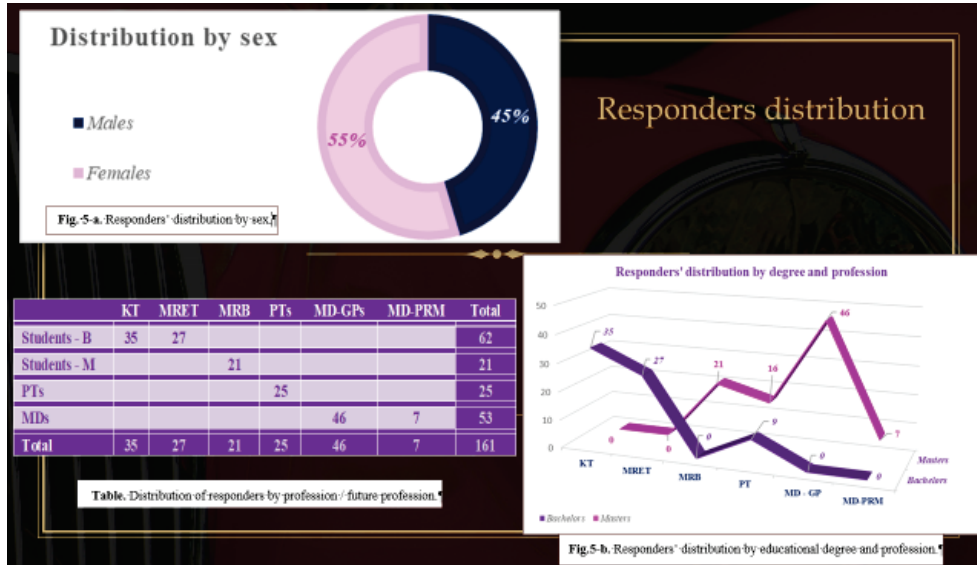 Distribution by sex
Males
Females
45%
55%
Fig. 5-a. Responders' distribution by sex.¶
Responders distribution
KT MRET MRB PTs MD-GPs MD-PRM Total
Students - B 35 27 62
Students - M 21 21
PTs 25 25
MDs 46 7 53
Total 35 27 21 25 46 7 161
Table. Distribution of responders by profession / future profession.¶
Responders' distribution by degree and profession
50
40
30
20
10
0
35
27
0
9
0
0
0
0
21
16
46
7
KT
MRET
MRB
PT
MD - GP
MD-PRM
Masters
Bachelors
Bachelors Masters
Fig.5-b. Responders' distribution by educational degree and profession.¶